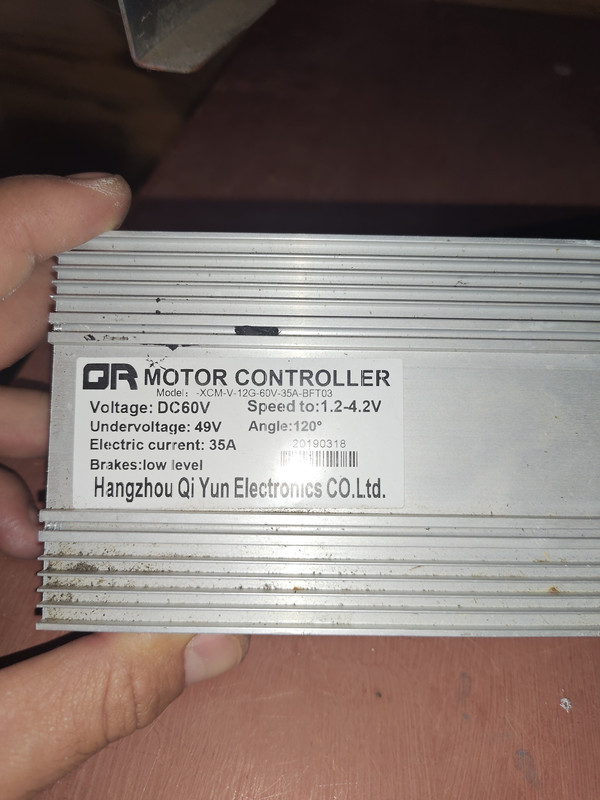 QR MOTOR CONTROLLER
Model: -XCM-V-12G-60V-35A-BFT03
Voltage: DC60V Speed to:1.2-4.2V
Undervoltage: 49V Angle:120°
Electric current: 35A 20190318
Brakes:low level
Hangzhou Qi Yun Electronics CO.Ltd.